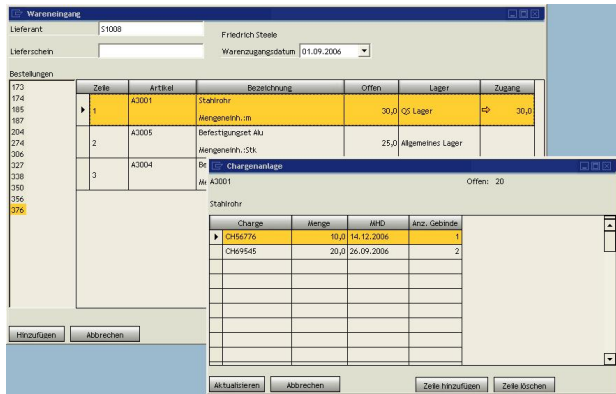 Wareneingang
Lieferant S1008
Friedrich Steele
Lieferschein Warenzugangsdatum 01.09.2006
Bestellungen
173
174
185
187
204
274
306
327
338
350
356
376
Zeile Artikel Bezeichnung Offen Lager Zugang
1 A3001 Stahlrohr
Mengeneinh.:m 30,0 QS Lager 30,0
2 A3005 Befestigungset Alu
Mengeneinh.:Stk 25,0 Allgemeines Lager
3 A3004 Be
Me
Hinzufügen Abbrechen
Chargenanlage
A3001 Offen: 20
Stahlrohr
Charge Menge MHD Anz. Gebinde
CH56776 10,0 14.12.2006 1
CH69545 20,0 26.09.2006 2
Aktualisieren Abbrechen Zeile hinzufügen Zeile löschen